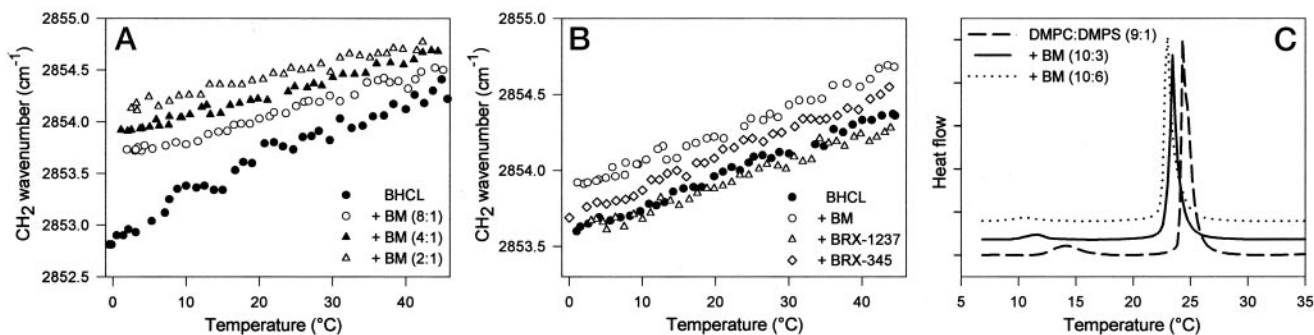 A
2855.0
2854.5
2854.0
2853.5
2853.0
2852.5
CH₂ wavenumber (cm⁻¹)
0 10 20 30 40
Temperature (°C)
BHCL
+ BM (8:1)
+ BM (4:1)
+ BM (2:1)
B
2855.0
2854.5
2854.0
2853.5
CH₂ wavenumber (cm⁻¹)
0 10 20 30 40
Temperature (°C)
BHCL
+ BM
+ BRX-1237
+ BRX-345
C
DMPC:DMPS (9:1)
+ BM (10:3)
+ BM (10:6)
Heat flow
5 10 15 20 25 30 35
Temperature (°C)